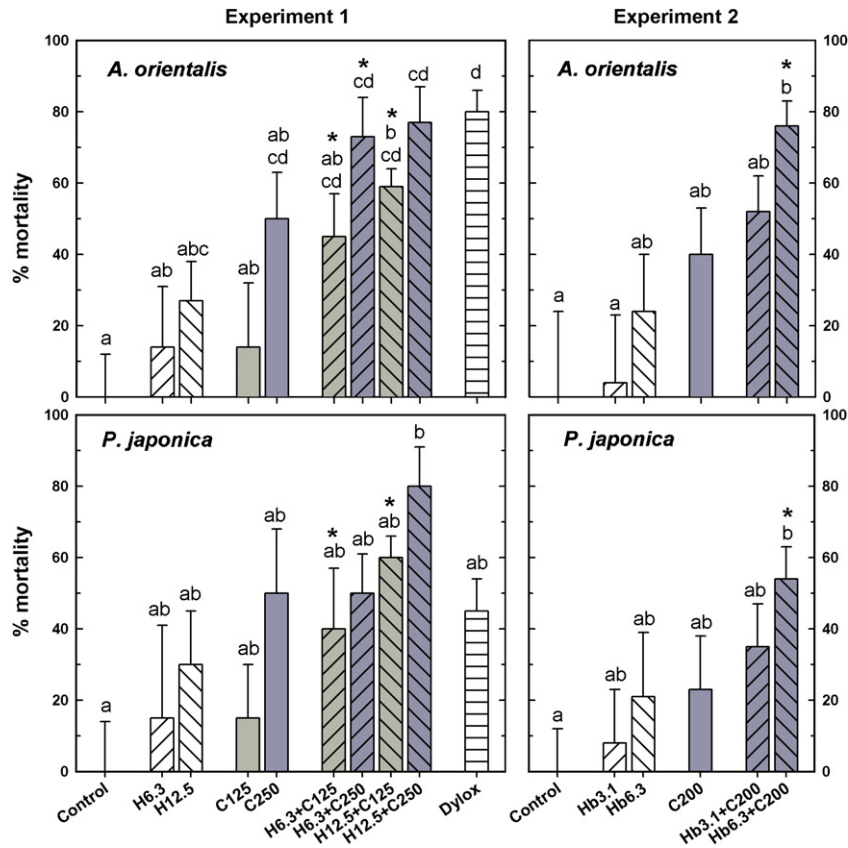 Experiment 1
Experiment 2
% mortality
100
80
60
40
20
0
A. orientalis
a
ab
abc
ab
ab
cd
*
ab
cd
*
cd
*
b
cd
cd
d
A. orientalis
a
a
ab
ab
ab
*
b
100
80
60
40
20
0
% mortality
100
80
60
40
20
0
P. japonica
a
ab
ab
ab
ab
*
ab
ab
*
ab
b
ab
P. japonica
a
ab
ab
ab
ab
*
b
100
80
60
40
20
0
Control
H6.3
H12.5
C125
C250
H6.3+C125
H6.3+C250
H12.5+C125
H12.5+C250
Dylox
Control
Hb3.1
Hb6.3
C200
Hb3.1+C200
Hb6.3+C200